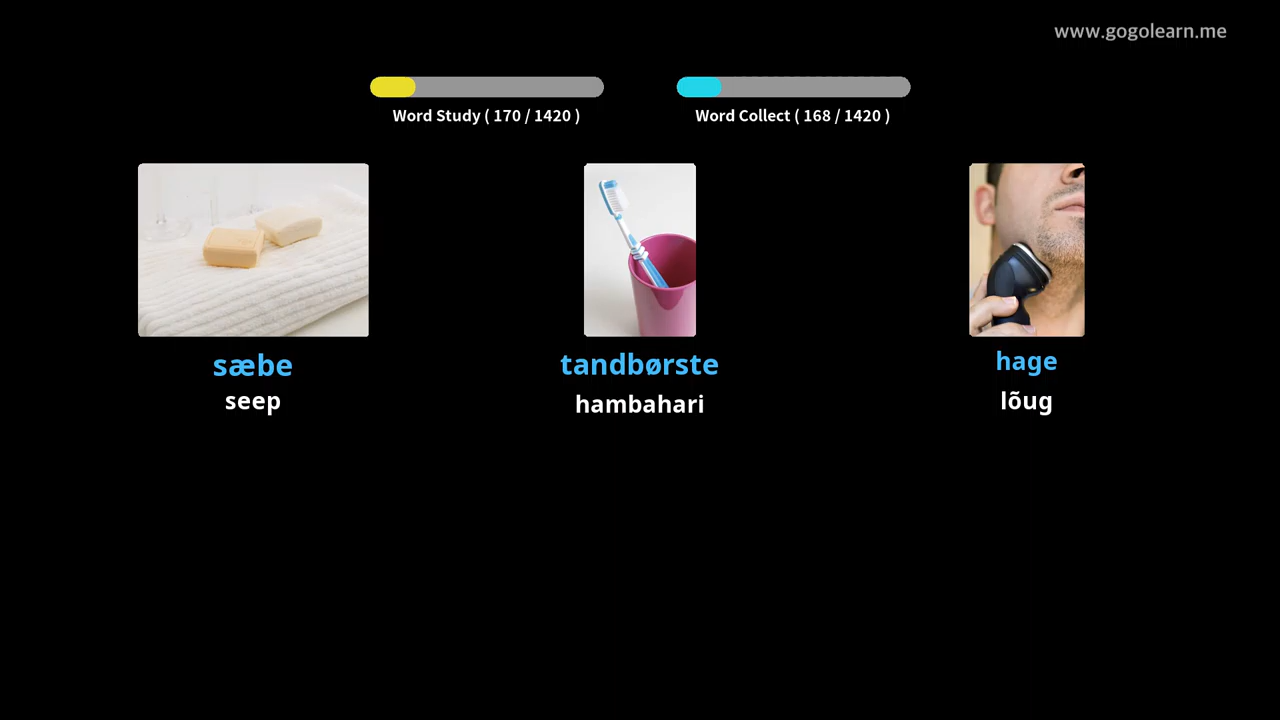 www.gogolearn.me
Word Study ( 170 / 1420 )
Word Collect ( 168 / 1420 )
sæbe
seep
tandbørste
hambahari
hage
lõug